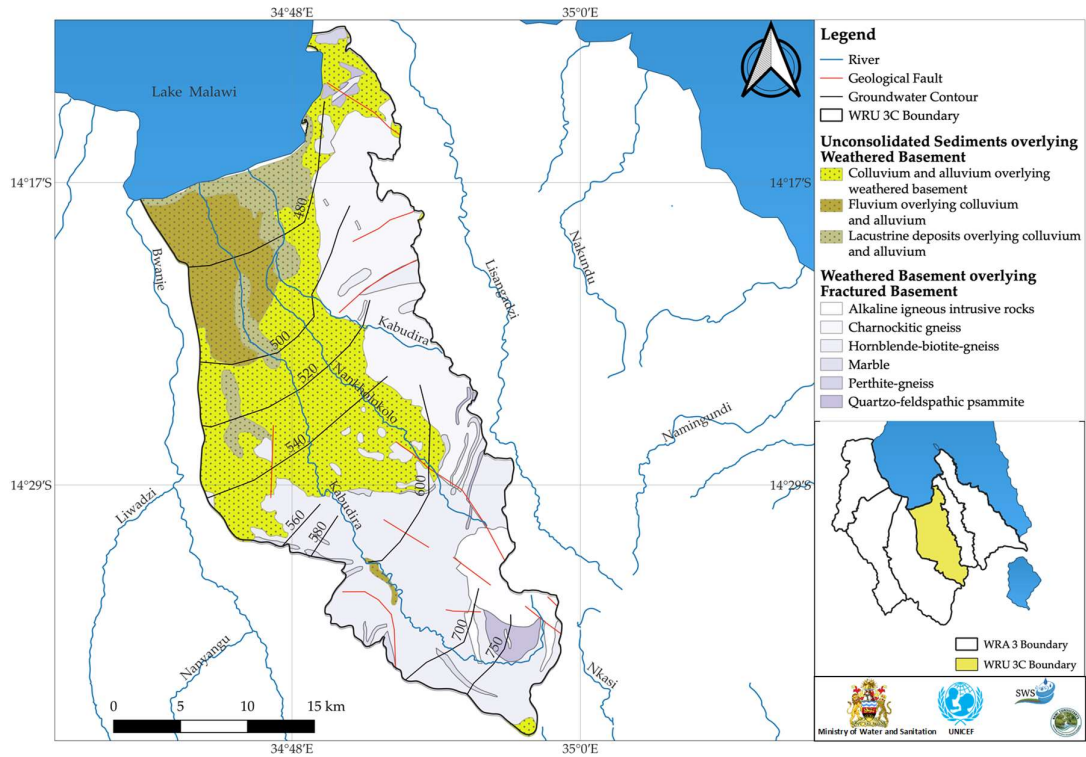 34°48'E
35°0'E
Lake Malawi
14°17'S
14°17'S
480
Bwanje
Lisangadzi
Nakundu
Kabudira
500
520
Nankholokolo
540
Namingundi
14°29'S
14°29'S
600
Liwadzi
Kabudira
560
580
700
750
Nanyangu
Nkasi
0 5 10 15 km
34°48'E
35°0'E
Legend
River
Geological Fault
Groundwater Contour
WRU 3C Boundary
Unconsolidated Sediments overlying
Weathered Basement
Colluvium and alluvium overlying
weathered basement
Fluvium overlying colluvium
and alluvium
Lacustrine deposits overlying colluvium
and alluvium
Weathered Basement overlying
Fractured Basement
Alkaline igneous intrusive rocks
Charnockitic gneiss
Hornblende-biotite-gneiss
Marble
Perthite-gneiss
Quartzo-feldspathic psammite
WRA 3 Boundary
WRU 3C Boundary
SWS
Ministry of Water and Sanitation
UNICEF